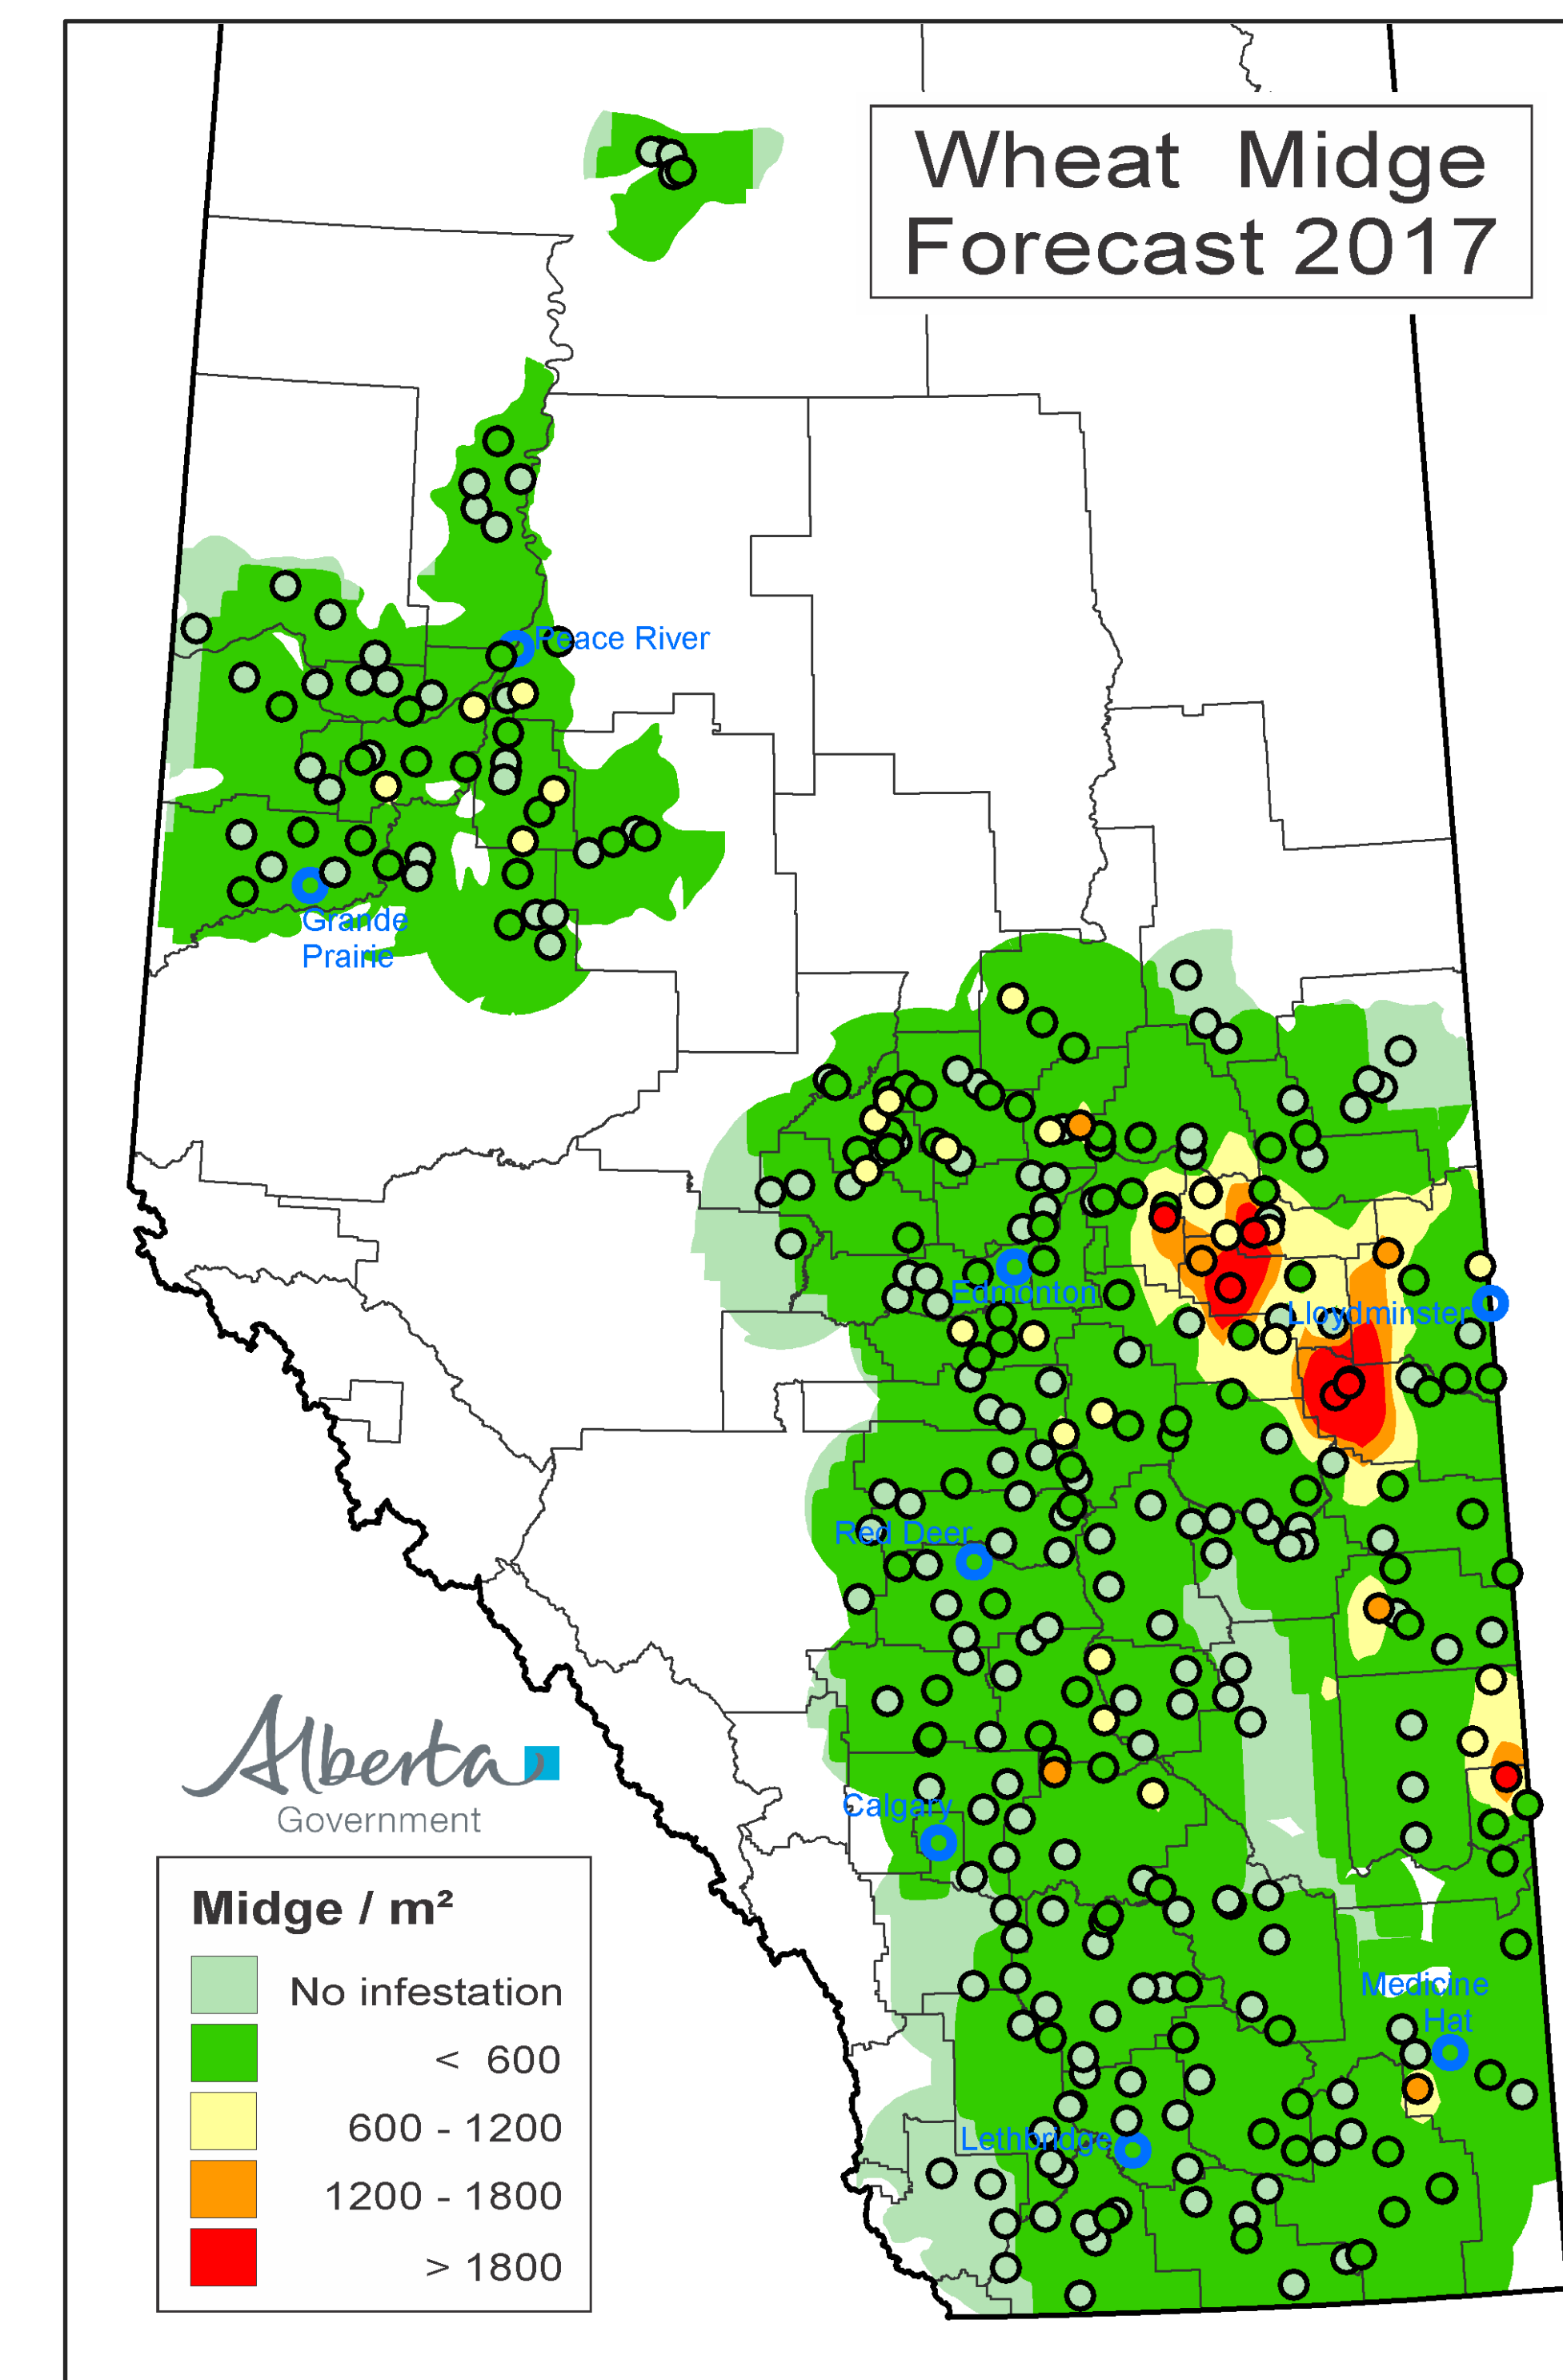 Wheat Midge
Forecast 2017
Peace River
Grande
Prairie
Edmonton
Lloydminster
Red Deer
Calgary
Medicine
Hat
Lethbridge
Alberta
Government
Midge / m²
No infestation
< 600
600 - 1200
1200 - 1800
> 1800